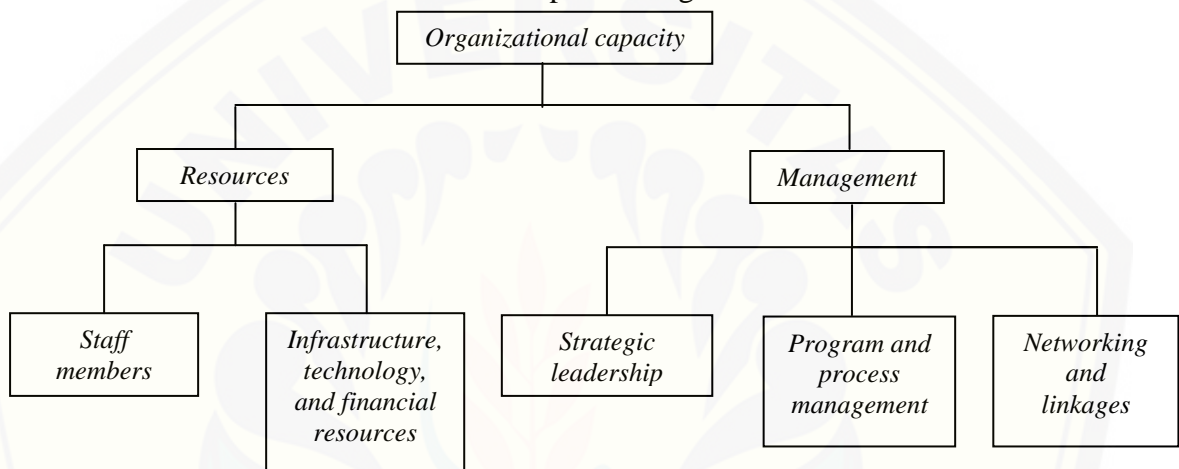 Organizational capacity
Resources
Management
Staff
members
Infrastructure,
technology,
and financial
resources
Strategic
leadership
Program and
process
management
Networking
and
linkages
UNIVERSITAS